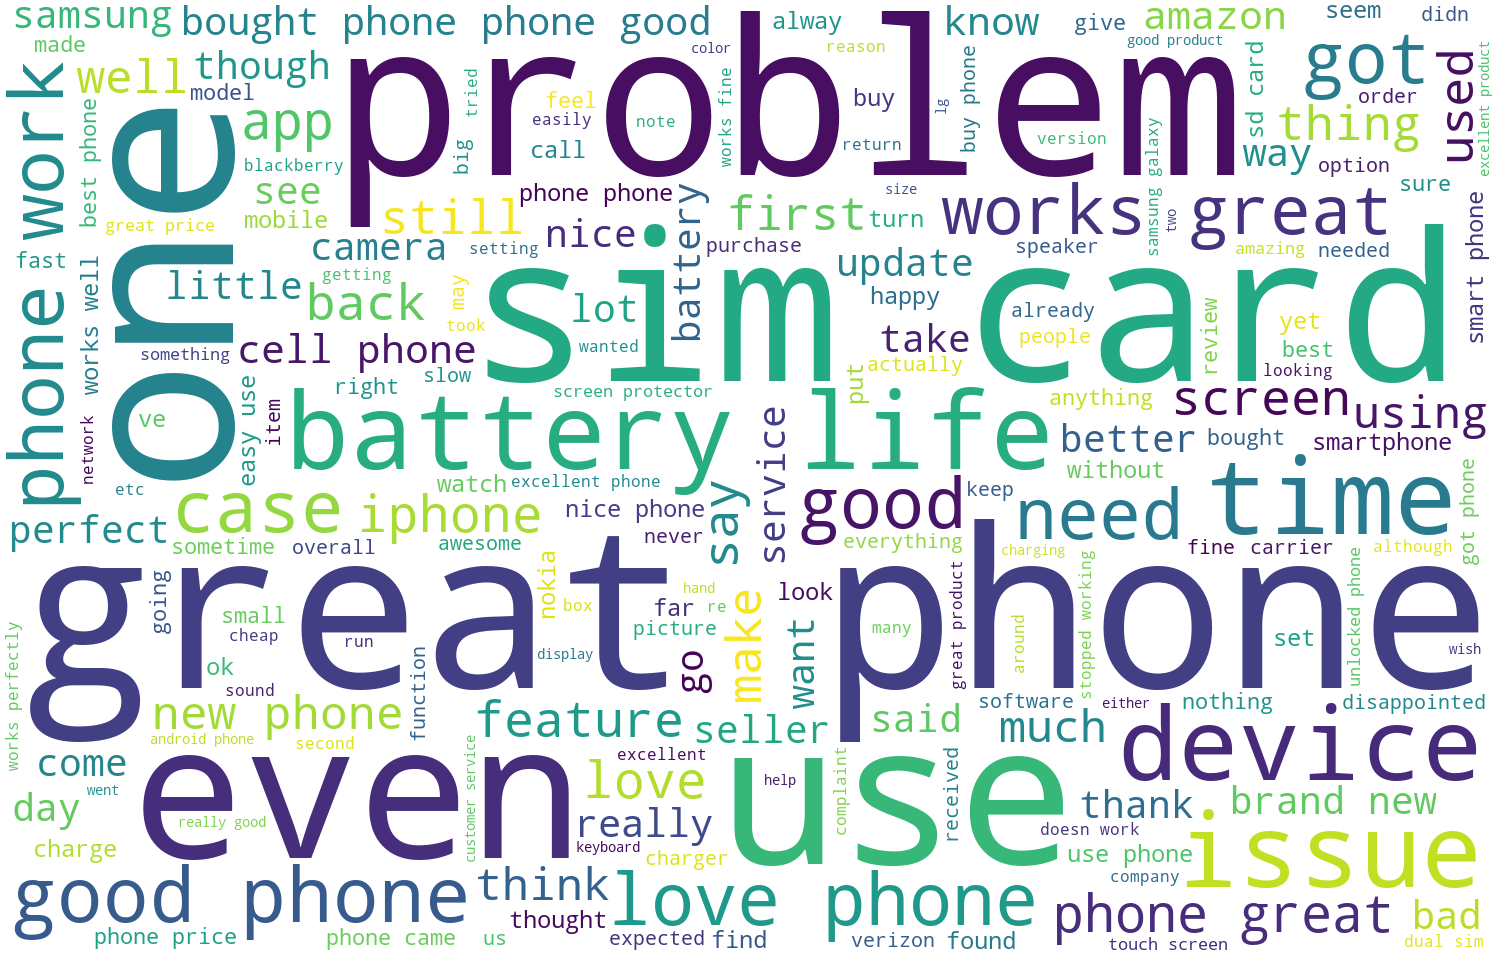 samsung
bought phone
phone good
alway
know
give
amazon
seem
didn
made
color
reason
good product
well
though
problem
got
used
excellent product
phone work
one
model
app
best phone
tried
feel
easily
note
works fine
buy
lg
buy phone
version
sd card
thing
order
big
call
return
way
option
blackberry
see
phone phone
size
samsung galaxy
sure
mobile
still
first
turn
works great
two
smart phone
great price
nice
battery
purchase
speaker
amazing
needed
fast
camera
setting
update
little
getting
back
may
lot
happy
already
review
works well
took
take
people
yet
something
cell phone
wanted
actually
best
looking
sim card
right
slow
screen protector
put
anything
screen
using
easy use
item
ve
battery life
service
better
bought
smartphone
network
without
etc
case
watch
excellent phone
say
good
keep
need
time
got phone
perfect
iphone
nice phone
sometime
overall
awesome
never
everything
charging
fine carrier
although
great phone
going
nokia
hand
look
great product
around
stopped working
unlocked phone
small
box
far
re
make
want
many
set
cheap
run
picture
wish
ok
display
go
works perfectly
sound
function
software
either
nothing
disappointed
new phone
feature
seller
said
much
device
android phone
second
come
even
excellent
use
complaint
received
went
customer service
love
help
thank
brand new
day
really good
really
doesn work
charge
keyboard
charger
use phone
issue
good phone
think
love phone
company
thought
phone great
bad
phone price
phone came
us
expected
find
verizon
found
touch screen
dual sim